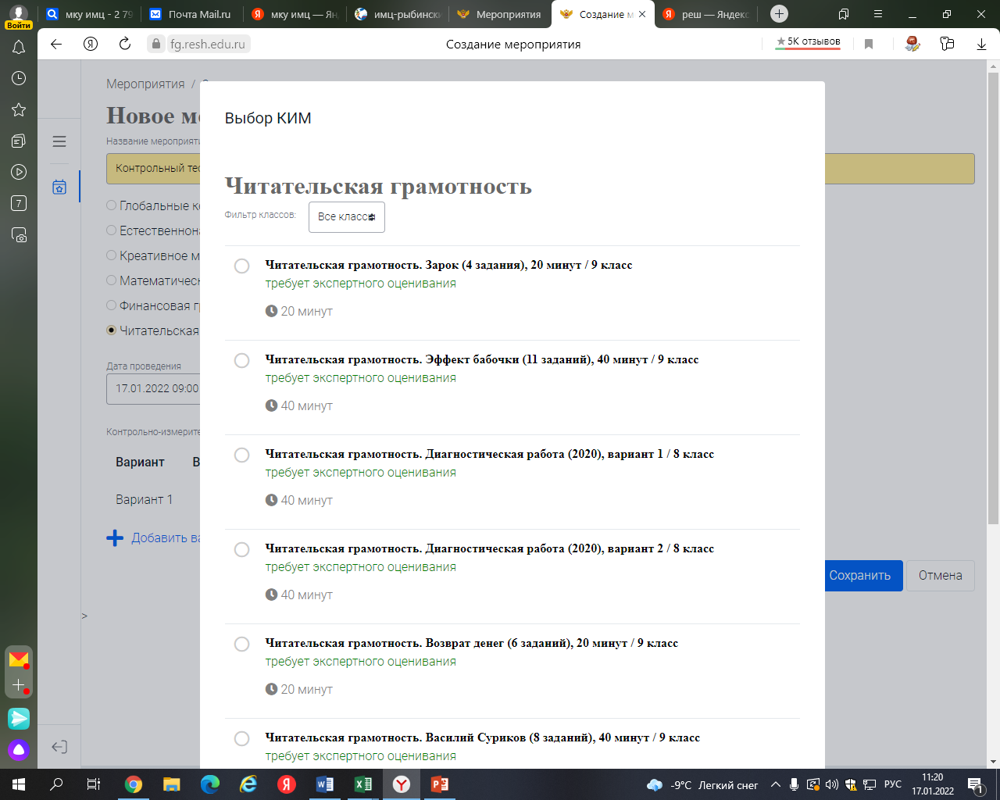 мку имц - 2 79
Почта Mail.ru
мку имц — Ян
имц-рыбинск
Мероприятия
Создание м
реш — Яндекс
Войти
fg.resh.edu.ru
Создание мероприятия
5К отзывов
Мероприятия /
Новое м
Название мероприяти
Контрольный тес
Глобальные к
Естественнона
Креативное м
Математическ
Финансовая г
Читательская
Дата проведения
17.01.2022 09:00
Контрольно-измерите
Вариант В
Вариант 1
Добавить ва
>
7
Выбор КИМ
Читательская грамотность
Фильтр классов:
Все классы
Читательская грамотность. Зарок (4 задания), 20 минут / 9 класс
требует экспертного оценивания
20 минут
Читательская грамотность. Эффект бабочки (11 заданий), 40 минут / 9 класс
требует экспертного оценивания
40 минут
Читательская грамотность. Диагностическая работа (2020), вариант 1 / 8 класс
требует экспертного оценивания
40 минут
Читательская грамотность. Диагностическая работа (2020), вариант 2 / 8 класс
требует экспертного оценивания
40 минут
Читательская грамотность. Возврат денег (6 заданий), 20 минут / 9 класс
требует экспертного оценивания
20 минут
Читательская грамотность. Василий Суриков (8 заданий), 40 минут / 9 класс
требует экспертного оценивания
Сохранить
Отмена
-9°C Легкий снег
РУС
11:20
17.01.2022
1